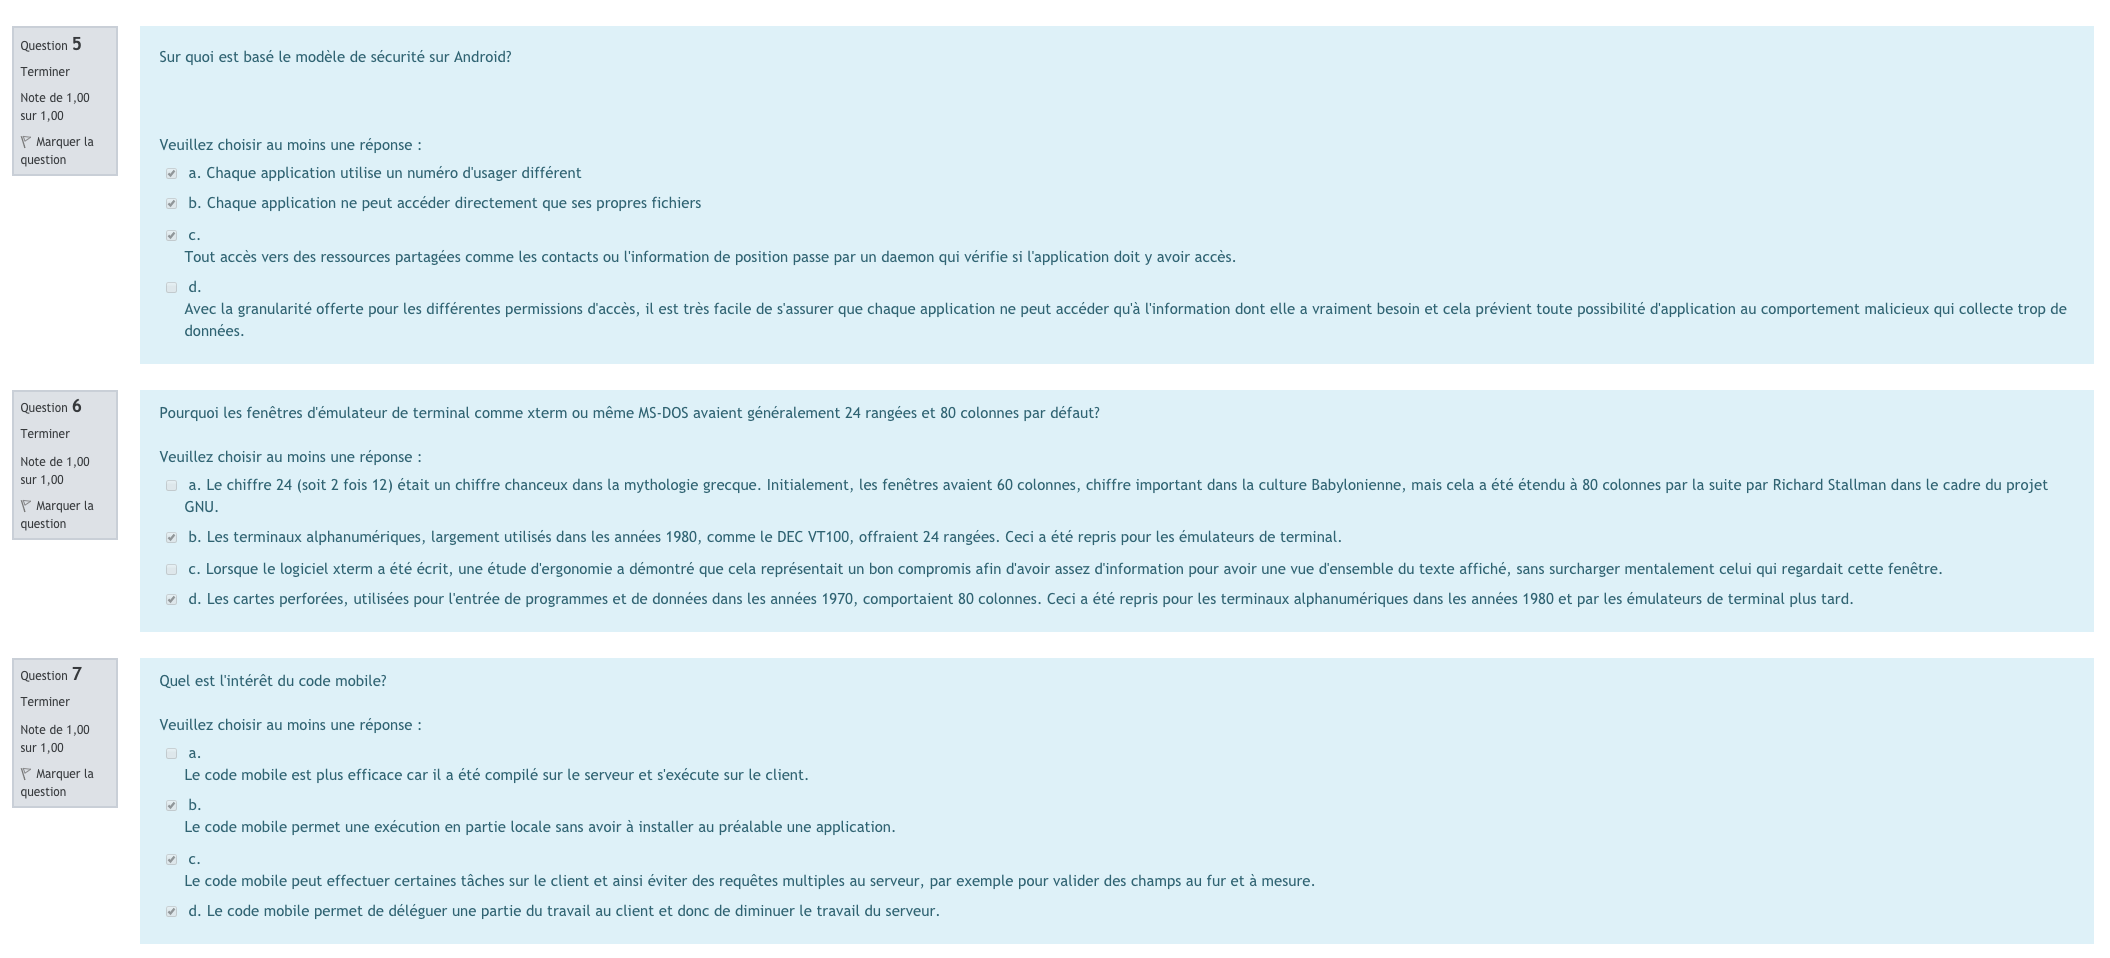 Question 5
Terminer
Note de 1,00
sur 1,00
Marquer la
question
Sur quoi est basé le modèle de sécurité sur Android?
Veuillez choisir au moins une réponse :
a. Chaque application utilise un numéro d'usager différent
b. Chaque application ne peut accéder directement que ses propres fichiers
c.
Tout accès vers des ressources partagées comme les contacts ou l'information de position passe par un daemon qui vérifie si l'application doit y avoir accès.
d.
Avec la granularité offerte pour les différentes permissions d'accès, il est très facile de s'assurer que chaque application ne peut accéder qu'à l'information dont elle a vraiment besoin et cela prévient toute possibilité d'application au comportement malicieux qui collecte trop de
données.
Question 6
Terminer
Note de 1,00
sur 1,00
Marquer la
question
Pourquoi les fenêtres d'émulateur de terminal comme xterm ou même MS-DOS avaient généralement 24 rangées et 80 colonnes par défaut?
Veuillez choisir au moins une réponse :
a. Le chiffre 24 (soit 2 fois 12) était un chiffre chanceux dans la mythologie grecque. Initialement, les fenêtres avaient 60 colonnes, chiffre important dans la culture Babylonienne, mais cela a été étendu à 80 colonnes par la suite par Richard Stallman dans le cadre du projet
GNU.
b. Les terminaux alphanumériques, largement utilisés dans les années 1980, comme le DEC VT100, offraient 24 rangées. Ceci a été repris pour les émulateurs de terminal.
c. Lorsque le logiciel xterm a été écrit, une étude d'ergonomie a démontré que cela représentait un bon compromis afin d'avoir assez d'information pour avoir une vue d'ensemble du texte affiché, sans surcharger mentalement celui qui regardait cette fenêtre.
d. Les cartes perforées, utilisées pour l'entrée de programmes et de données dans les années 1970, comportaient 80 colonnes. Ceci a été repris pour les terminaux alphanumériques dans les années 1980 et par les émulateurs de terminal plus tard.
Question 7
Terminer
Note de 1,00
sur 1,00
Marquer la
question
Quel est l'intérêt du code mobile?
Veuillez choisir au moins une réponse :
a.
Le code mobile est plus efficace car il a été compilé sur le serveur et s'exécute sur le client.
b.
Le code mobile permet une exécution en partie locale sans avoir à installer au préalable une application.
c.
Le code mobile peut effectuer certaines tâches sur le client et ainsi éviter des requêtes multiples au serveur, par exemple pour valider des champs au fur et à mesure.
d. Le code mobile permet de déléguer une partie du travail au client et donc de diminuer le travail du serveur.